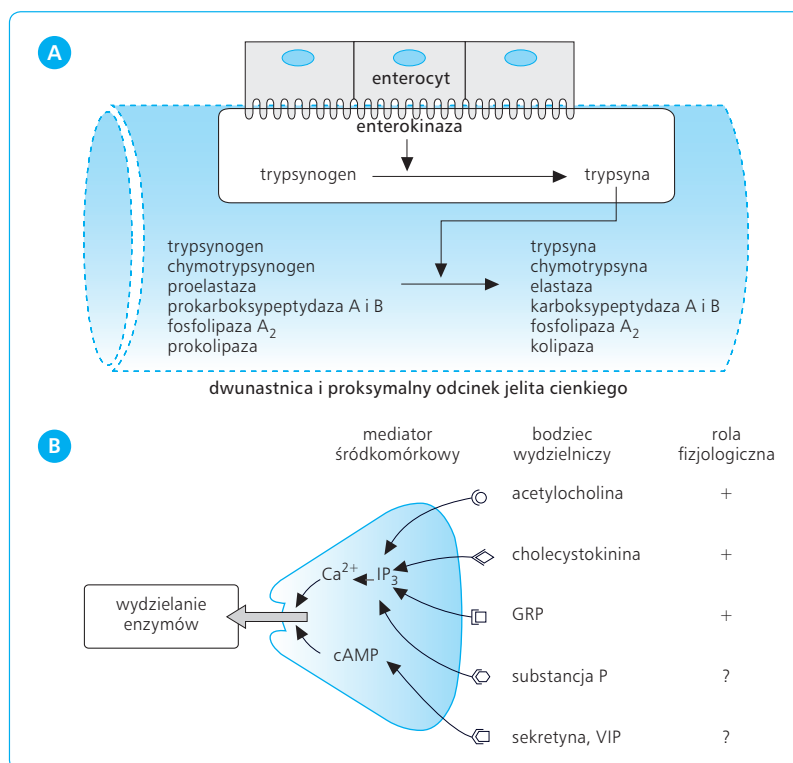 A
enterocyt
enterokinaza
trypsynogen
trypsyna
trypsynogen
chymotrypsynogen
proelastaza
prokarboksypeptydaza A i B
fosfolipaza A₂
prokolipaza
trypsyna
chymotrypsyna
elastaza
karboksypeptydaza A i B
fosfolipaza A₂
kolipaza
dwunastnica i proksymalny odcinek jelita cienkiego
B
mediator
śródkomórkowy
bodziec
wydzielniczy
rola
fizjologiczna
acetylocholina +
cholecystokinina +
GRP +
substancja P ?
sekretyna, VIP ?
Ca²⁺ IP₃
cAMP
wydzielanie
enzymów